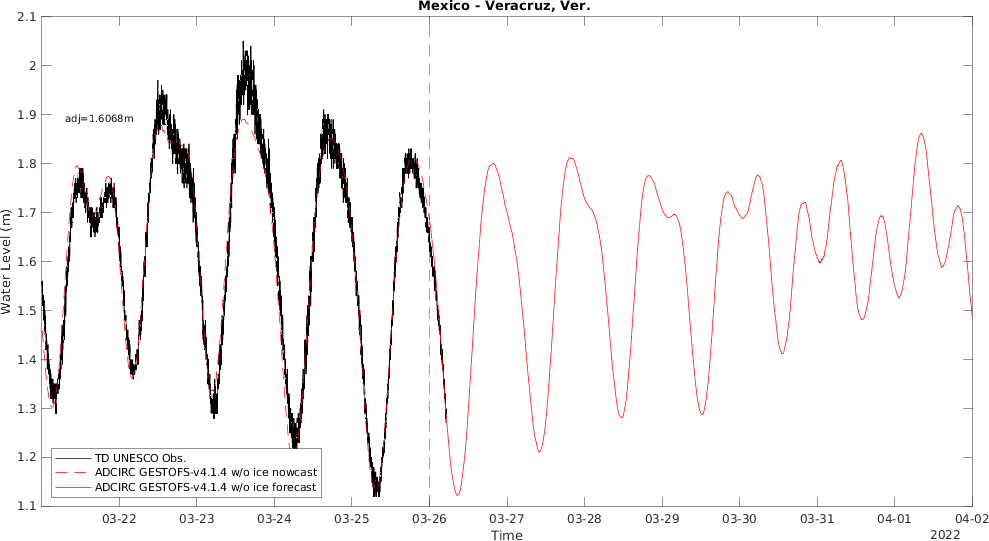 Mexico - Veracruz, Ver.
2.1
2
1.9
1.8
1.7
1.6
1.5
1.4
1.3
1.2
1.1
Water Level (m)
adj=1.6068m
TD UNESCO Obs.
ADCIRC GESTOFS-v4.1.4 w/o ice nowcast
ADCIRC GESTOFS-v4.1.4 w/o ice forecast
03-22 03-23 03-24 03-25 03-26 03-27 03-28 03-29 03-30 03-31 04-01 04-02
Time
2022